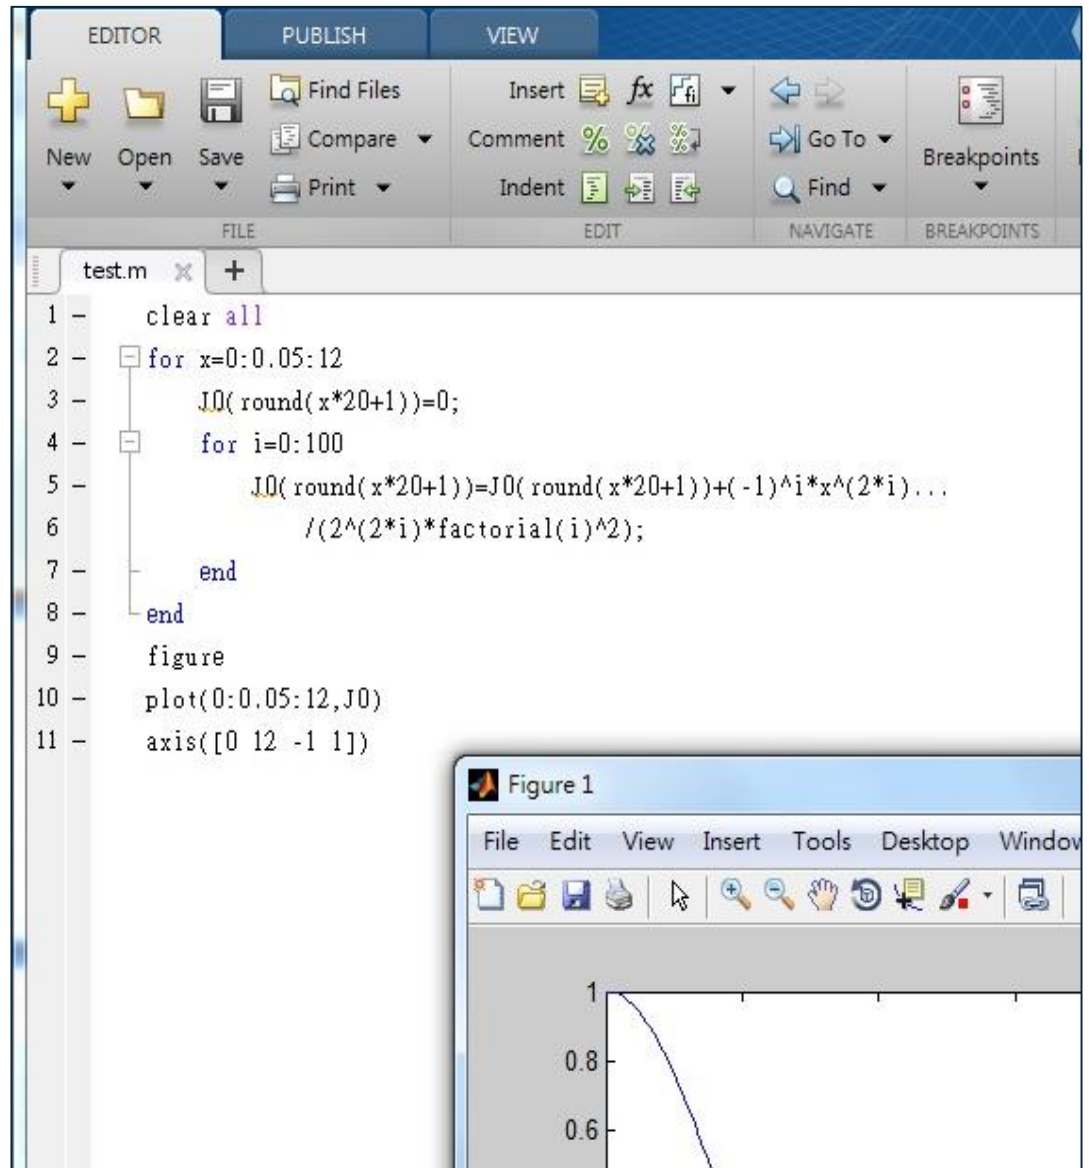 EDITOR PUBLISH VIEW
New Open Save Find Files Compare Print
Insert fx fi
Comment
Indent
Go To
Find
Breakpoints
FILE EDIT NAVIGATE BREAKPOINTS
test.m
1 – clear all
2 – for x=0:0.05:12
3 – J0(round(x*20+1))=0;
4 – for i=0:100
5 – J0(round(x*20+1))=J0(round(x*20+1))+(-1)^i*x^(2*i)...
6 /(2^(2*i)*factorial(i)^2);
7 – end
8 – end
9 – figure
10 – plot(0:0.05:12,J0)
11 – axis([0 12 -1 1])
Figure 1
File Edit View Insert Tools Desktop Window
1
0.8
0.6